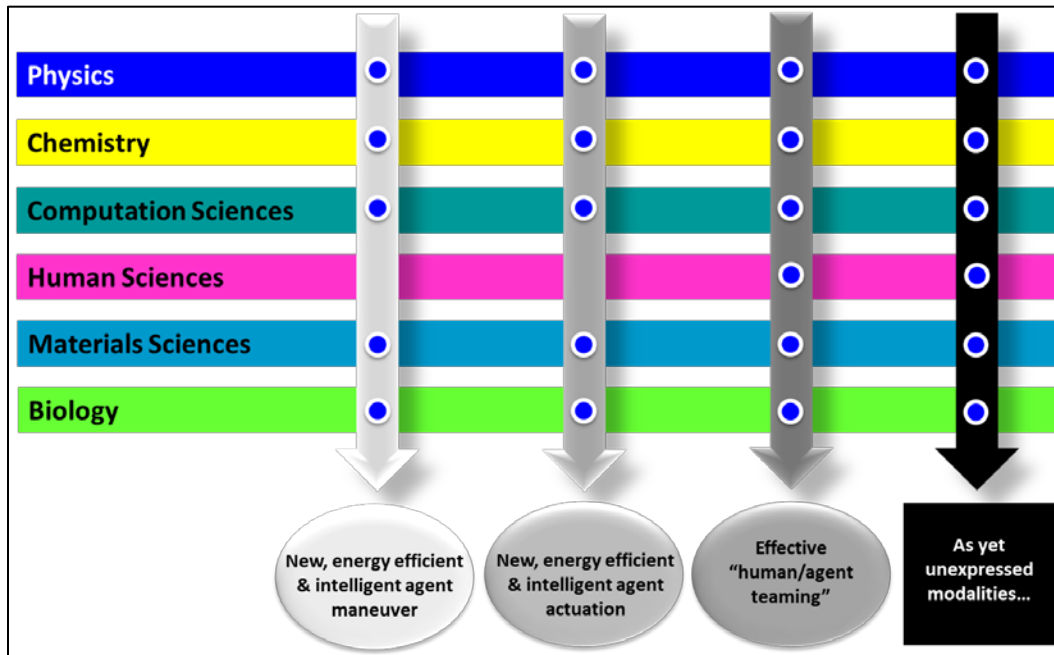 Physics
Chemistry
Computation Sciences
Human Sciences
Materials Sciences
Biology
New, energy efficient
& intelligent agent
maneuver
New, energy efficient
& intelligent agent
actuation
Effective
“human/agent
teaming”
As yet
unexpressed
modalities...